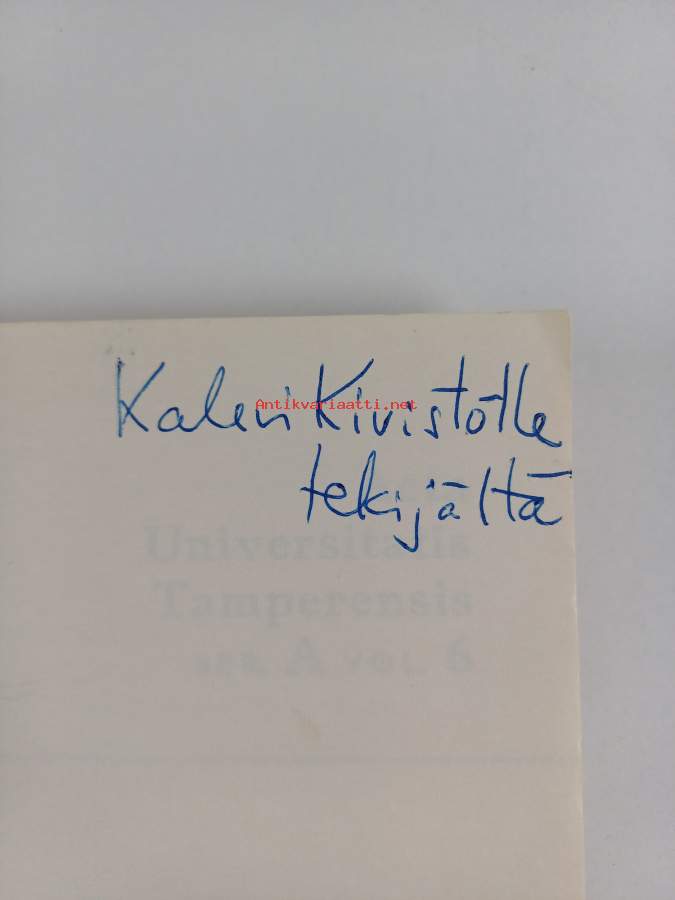 Kalevi Kivistölle
Antikvariaatti.net
tekijältä
Universitatis
Tamperensis
ser A vol 6